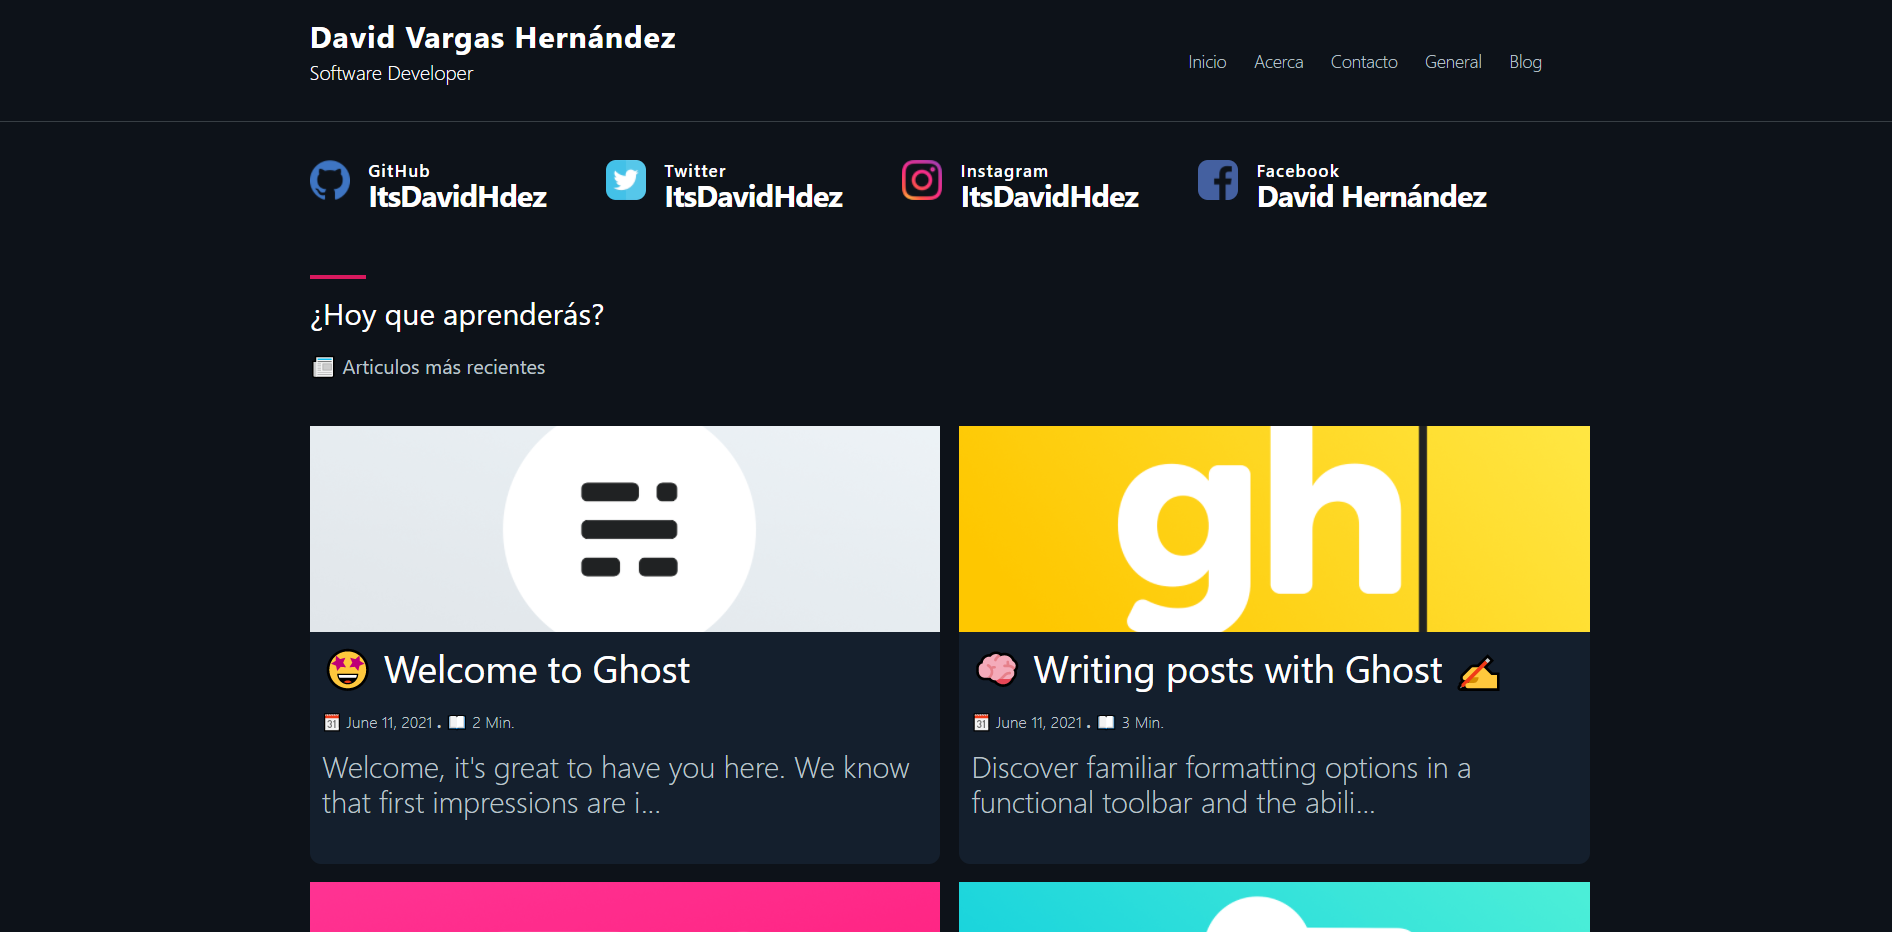 David Vargas Hernández
Software Developer
Inicio Acerca Contacto General Blog
GitHub
ItsDavidHdez
Twitter
ItsDavidHdez
Instagram
ItsDavidHdez
Facebook
David Hernández
¿Hoy que aprenderás?
📰 Articulos más recientes
gh
🤩 Welcome to Ghost
📅 June 11, 2021 . 📖 2 Min.
Welcome, it's great to have you here. We know
that first impressions are i...
🧠 Writing posts with Ghost ✍️
📅 June 11, 2021 . 📖 3 Min.
Discover familiar formatting options in a
functional toolbar and the abili...